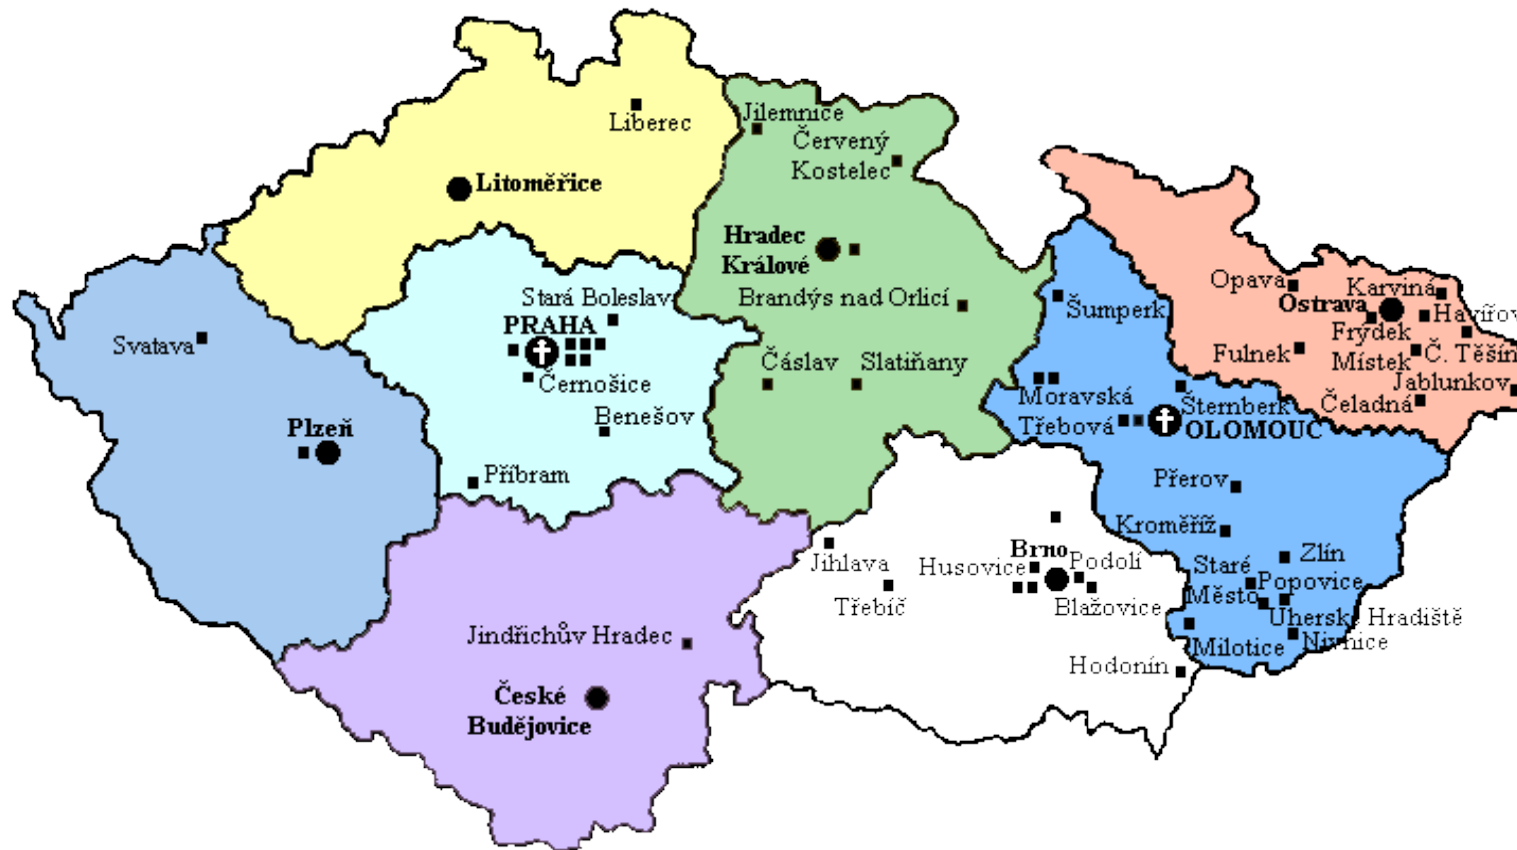 Liberec
Litoměřice
Jilemnice
Červený
Kostelec
Hradec
Králové
Brandýs nad Orlicí
Čáslav
Slatiňany
Svatava
Plzeň
Stará Boleslav
PRAHA
Černošice
Benešov
Příbram
Jindřichův Hradec
České
Budějovice
Jihlava
Třebíč
Husovice
Brno
Podolí
Blažovice
Hodonín
Šumperk
Moravská
Třebová
Šternberk
OLOMOUC
Přerov
Kroměříž
Zlín
Staré
Město
Popovice
Uherské Hradiště
Nivnice
Milotice
Opava
Karviná
Ostrava
Havířov
Frýdek
Místek
Č. Těšín
Fulnek
Jablunkov
Čeladná